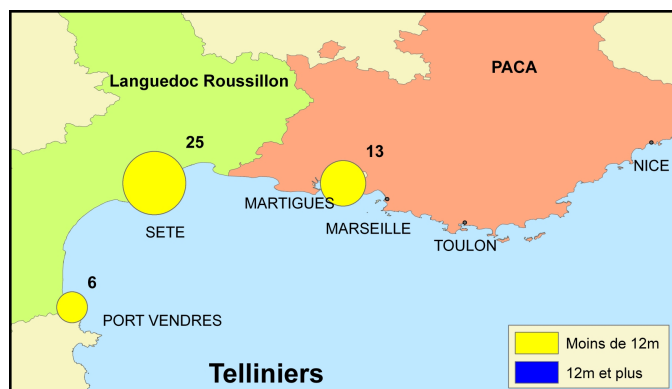 PACA
Languedoc Roussillon
25
13
NICE
MARTIGUES
MARSEILLE
SETE
TOULON
6
PORT VENDRES
Moins de 12m
12m et plus
Telliniers